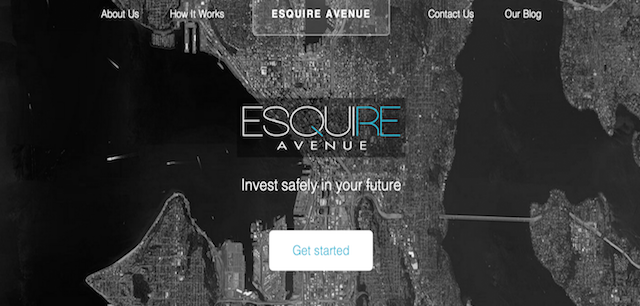 About Us
How It Works
ESQUIRE AVENUE
Contact Us
Our Blog
ESQUIRE
AVENUE
Invest safely in your future
Get started